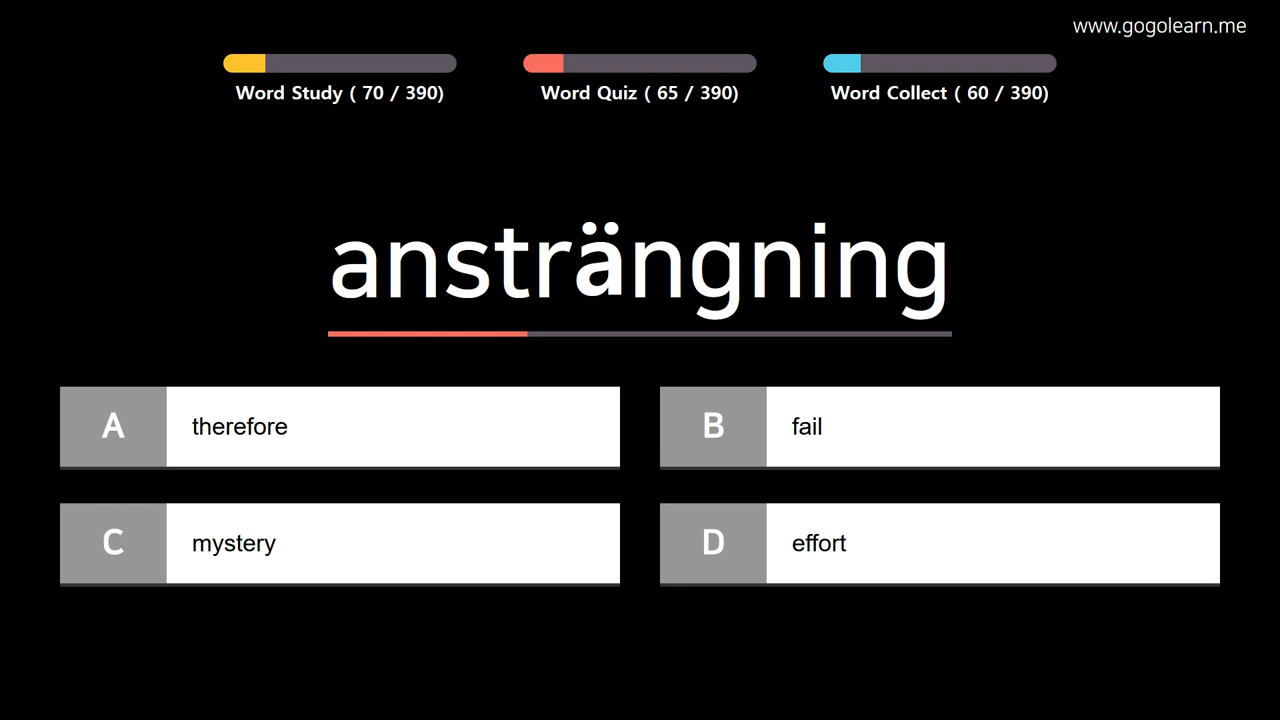 www.gogolearn.me
Word Study ( 70 / 390)
Word Quiz ( 65 / 390)
Word Collect ( 60 / 390)
ansträngning
A therefore
B fail
C mystery
D effort